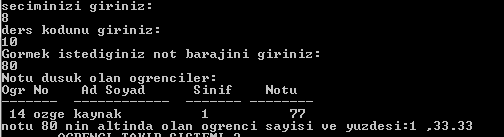 seciminizi giriniz:
8
ders kodunu giriniz:
10
Gormek istediginiz not barajini giriniz:
80
Notu dusuk olan ogrenciler:
Ogr No Ad Soyad Sinif Notu
14 ozge kaynak 1 77
notu 80 nin altinda olan ogrenci sayisi ve yuzdesi:1 ,33.33
OGRENCI TAKIP SISTEMI